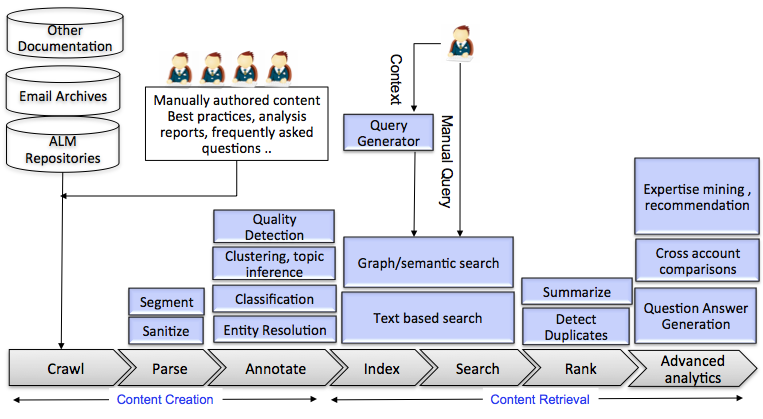 Other
Documentation
Email Archives
ALM
Repositories
Manually authored content
Best practices, analysis
reports, frequently asked
questions ..
Context
Query
Generator
Manual Query
Expertise mining ,
recommendation
Quality
Detection
Clustering, topic
inference
Graph/semantic search
Cross account
comparisons
Segment
Classification
Summarize
Sanitize
Entity Resolution
Text based search
Detect
Duplicates
Question Answer
Generation
Crawl
Parse
Annotate
Index
Search
Rank
Advanced
analytics
Content Creation
Content Retrieval